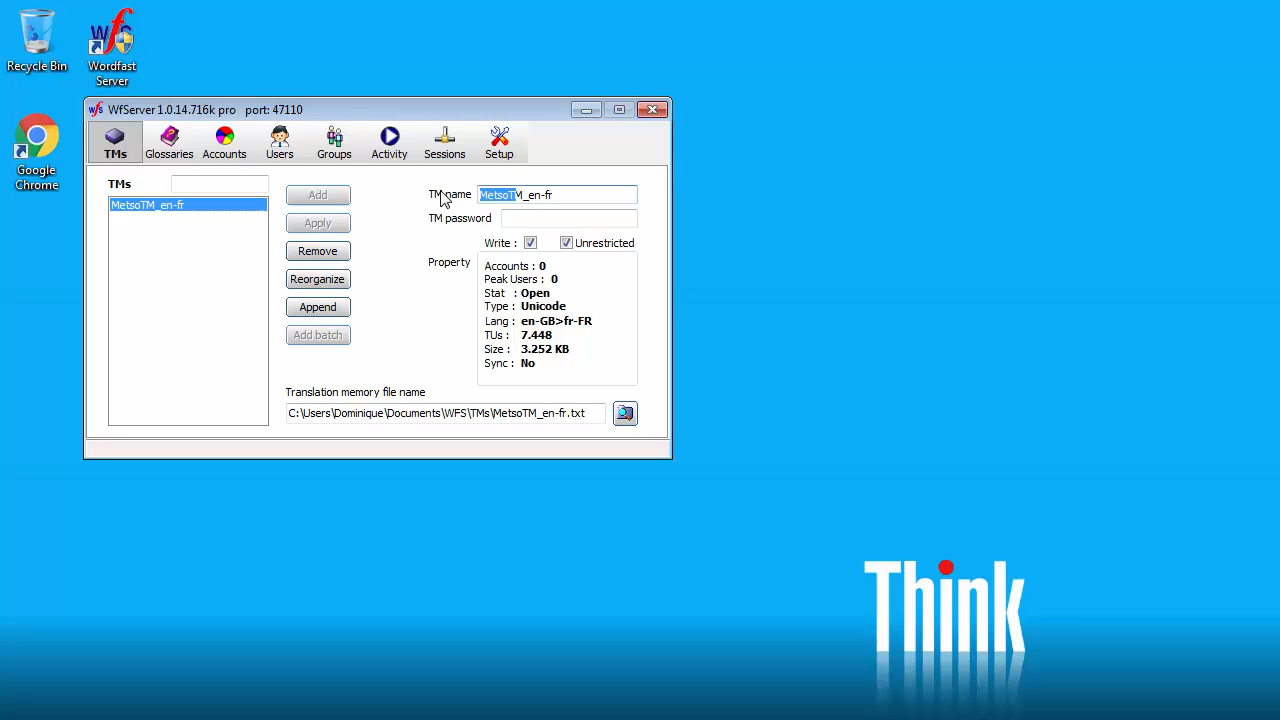 Recycle Bin
Wordfast
Server
Google
Chrome
WfServer 1.0.14.716k pro port: 47110
TMs
Glossaries
Accounts
Users
Groups
Activity
Sessions
Setup
TMs
MetsoTM_en-fr
Add
Apply
Remove
Reorganize
Append
Add batch
TM name
MetsoTM_en-fr
TM password
Write :
Unrestricted
Property
Accounts : 0
Peak Users : 0
Stat : Open
Type : Unicode
Lang : en-GB>fr-FR
TUs : 7.448
Size : 3.252 KB
Sync : No
Translation memory file name
C:\Users\Dominique\Documents\WFS\TMs\MetsoTM_en-fr.txt
Think